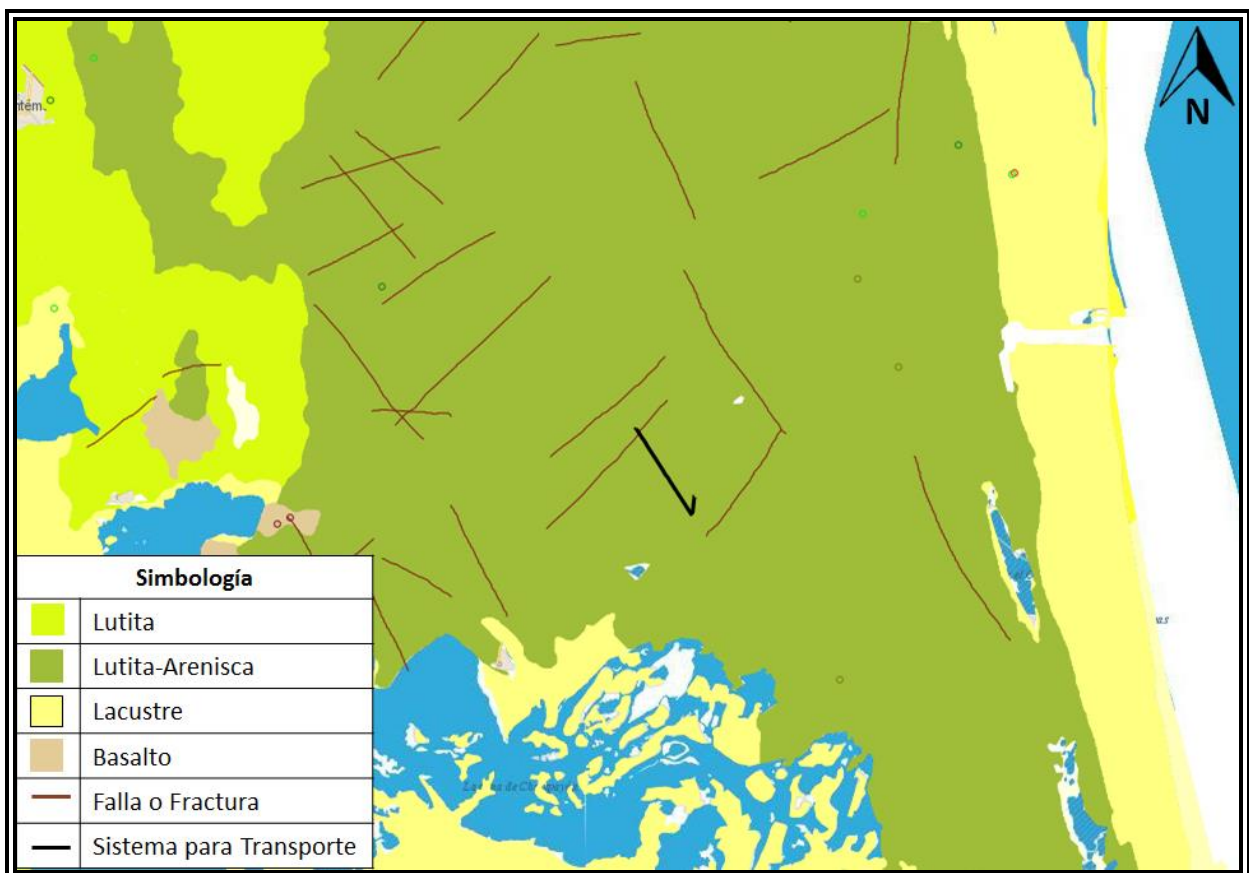 N
Simbología
Lutita
Lutita-Arenisca
Lacustre
Basalto
Falla o Fractura
Sistema para Transporte